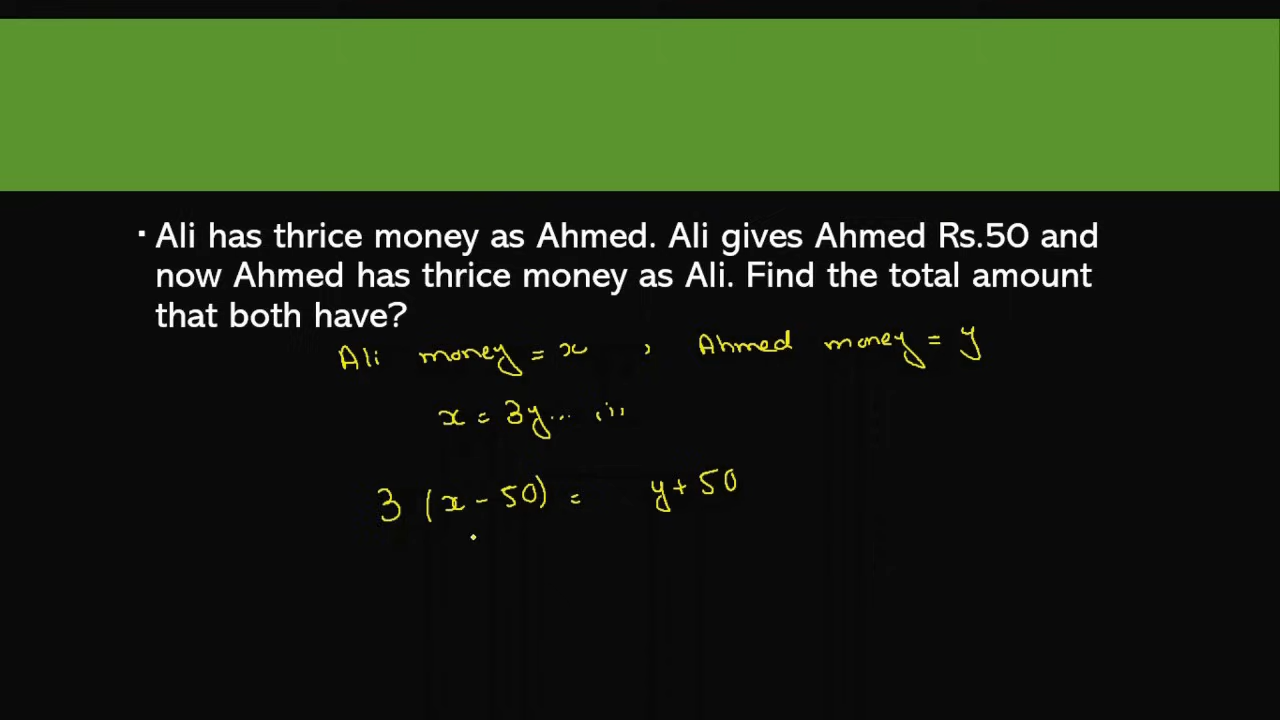 · Ali has thrice money as Ahmed. Ali gives Ahmed Rs.50 and
now Ahmed has thrice money as Ali. Find the total amount
that both have?
Ali money = x , Ahmed money = y
x = 3y... (i)
3 (x - 50) = y + 50